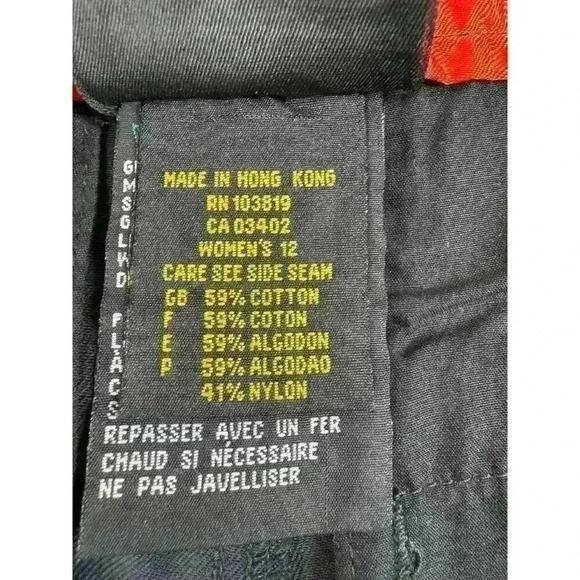 MADE IN HONG KONG
RN 103819
CA 03402
WOMEN'S 12
CARE SEE SIDE SEAM
GB 59% COTTON
F 59% COTON
E 59% ALGODON
P 59% ALGODAO
41% NYLON
REPASSER AVEC UN FER
CHAUD SI NÉCESSAIRE
NE PAS JAVELLISER